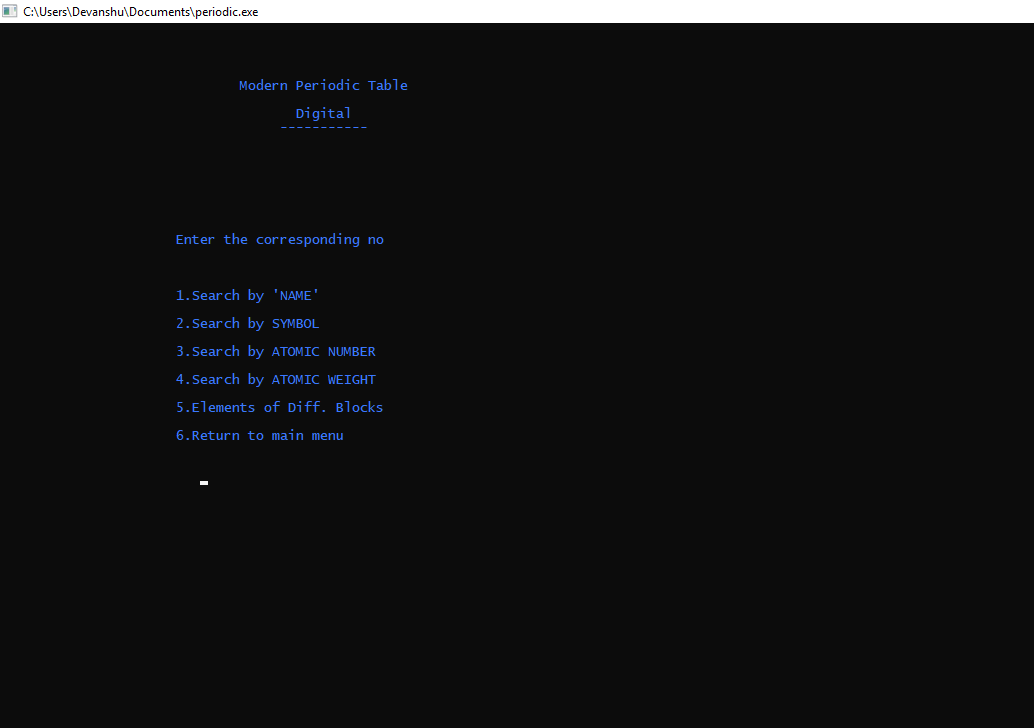 C:\Users\Devanshu\Documents\periodic.exe
Modern Periodic Table
Digital
-----------
Enter the corresponding no
1.Search by 'NAME'
2.Search by SYMBOL
3.Search by ATOMIC NUMBER
4.Search by ATOMIC WEIGHT
5.Elements of Diff. Blocks
6.Return to main menu